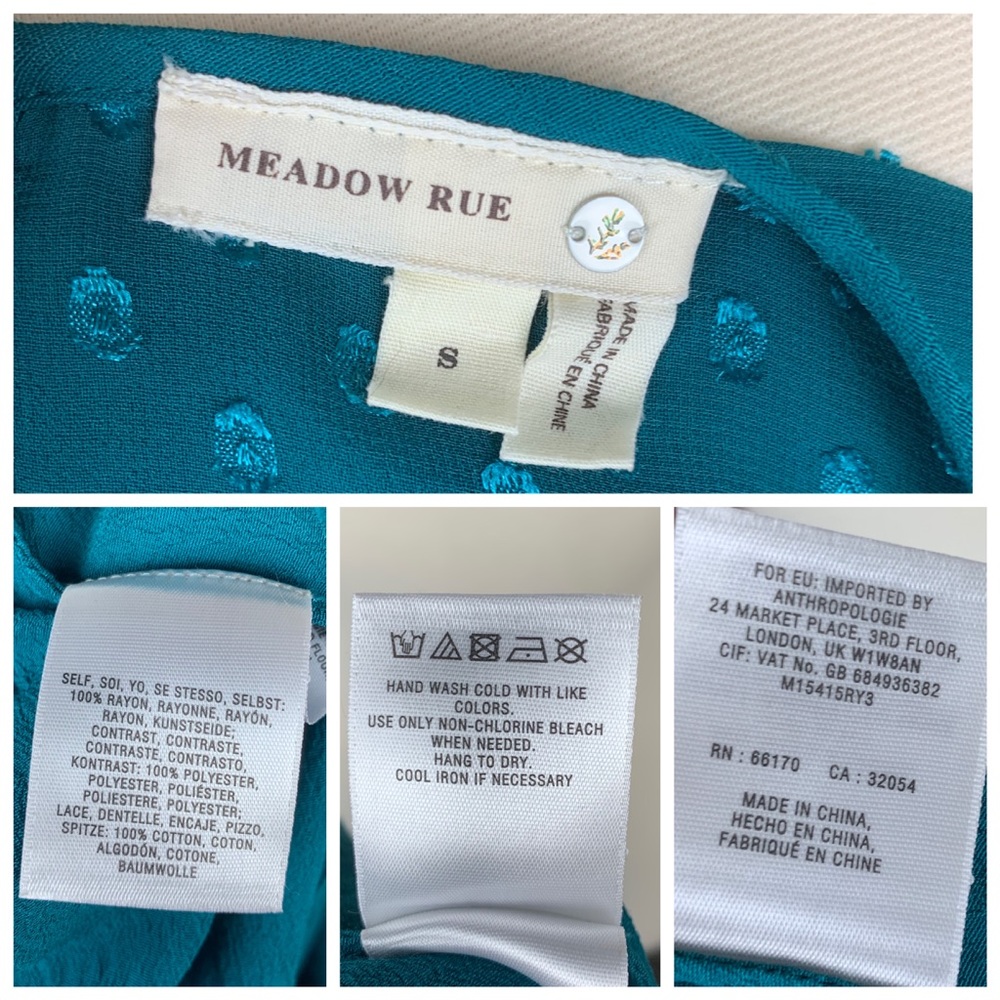 MEADOW RUE
S
MADE IN CHINA
FABRIQUÉ EN CHINE
SELF, SOI, YO, SE STESSO, SELBST:
100% RAYON, RAYONNE, RAYÓN,
RAYON, KUNSTSEIDE;
CONTRAST, CONTRASTE,
CONTRASTE, CONTRASTO,
KONTRAST: 100% POLYESTER,
POLYESTER, POLIÉSTER,
POLIESTERE, POLYESTER;
LACE, DENTELLE, ENCAJE, PIZZO,
SPITZE: 100% COTTON, COTON,
ALGODÓN, COTONE,
BAUMWOLLE
HAND WASH COLD WITH LIKE
COLORS.
USE ONLY NON-CHLORINE BLEACH
WHEN NEEDED.
HANG TO DRY.
COOL IRON IF NECESSARY
FOR EU: IMPORTED BY
ANTHROPOLOGIE
24 MARKET PLACE, 3RD FLOOR,
LONDON, UK W1W8AN
CIF: VAT No. GB 684936382
M15415RY3
RN : 66170 CA : 32054
MADE IN CHINA,
HECHO EN CHINA,
FABRIQUÉ EN CHINE